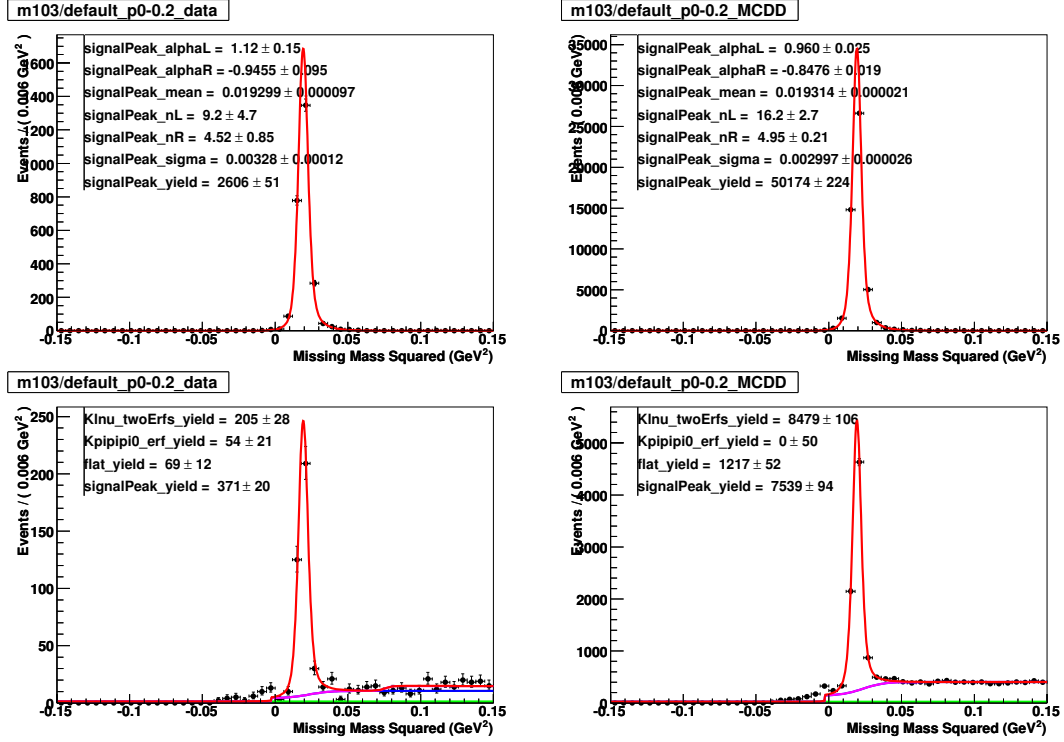 m103/default_p0-0.2_data
signalPeak_alphaL = 1.12 ± 0.15
signalPeak_alphaR = -0.9455 ± 0.095
signalPeak_mean = 0.019299 ± 0.000097
signalPeak_nL = 9.2 ± 4.7
signalPeak_nR = 4.52 ± 0.85
signalPeak_sigma = 0.00328 ± 0.00012
signalPeak_yield = 2606 ± 51
Events / ( 0.006 GeV² )
1600
1400
1200
1000
800
600
400
200
0
-0.15 -0.1 -0.05 0 0.05 0.1 0.15
Missing Mass Squared (GeV²)
m103/default_p0-0.2_MCDD
signalPeak_alphaL = 0.960 ± 0.025
signalPeak_alphaR = -0.8476 ± 0.019
signalPeak_mean = 0.019314 ± 0.000021
signalPeak_nL = 16.2 ± 2.7
signalPeak_nR = 4.95 ± 0.21
signalPeak_sigma = 0.002997 ± 0.000026
signalPeak_yield = 50174 ± 224
Events / ( 0.006 GeV² )
35000
30000
25000
20000
15000
10000
5000
0
-0.15 -0.1 -0.05 0 0.05 0.1 0.15
Missing Mass Squared (GeV²)
m103/default_p0-0.2_data
Klnu_twoErfs_yield = 205 ± 28
Kpipipi0_erf_yield = 54 ± 21
flat_yield = 69 ± 12
signalPeak_yield = 371 ± 20
Events / ( 0.006 GeV² )
250
200
150
100
50
0
-0.15 -0.1 -0.05 0 0.05 0.1 0.15
Missing Mass Squared (GeV²)
m103/default_p0-0.2_MCDD
Klnu_twoErfs_yield = 8479 ± 106
Kpipipi0_erf_yield = 0 ± 50
flat_yield = 1217 ± 52
signalPeak_yield = 7539 ± 94
Events / ( 0.006 GeV² )
5000
4000
3000
2000
1000
0
-0.15 -0.1 -0.05 0 0.05 0.1 0.15
Missing Mass Squared (GeV²)